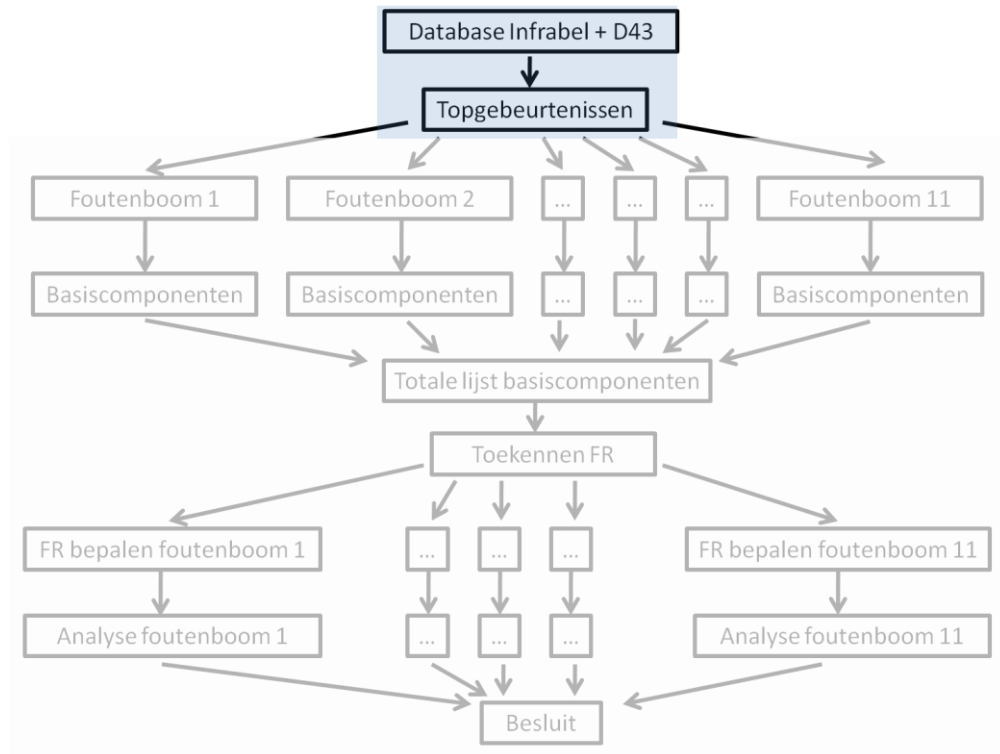 Database Infrabel + D43
Topgebeurtenissen
Foutenboom 1
Foutenboom 2
...
...
...
Foutenboom 11
Basiscomponenten
Basiscomponenten
...
...
...
Basiscomponenten
Totale lijst basiscomponenten
Toekennen FR
FR bepalen foutenboom 1
...
...
...
FR bepalen foutenboom 11
Analyse foutenboom 1
...
...
...
Analyse foutenboom 11
Besluit